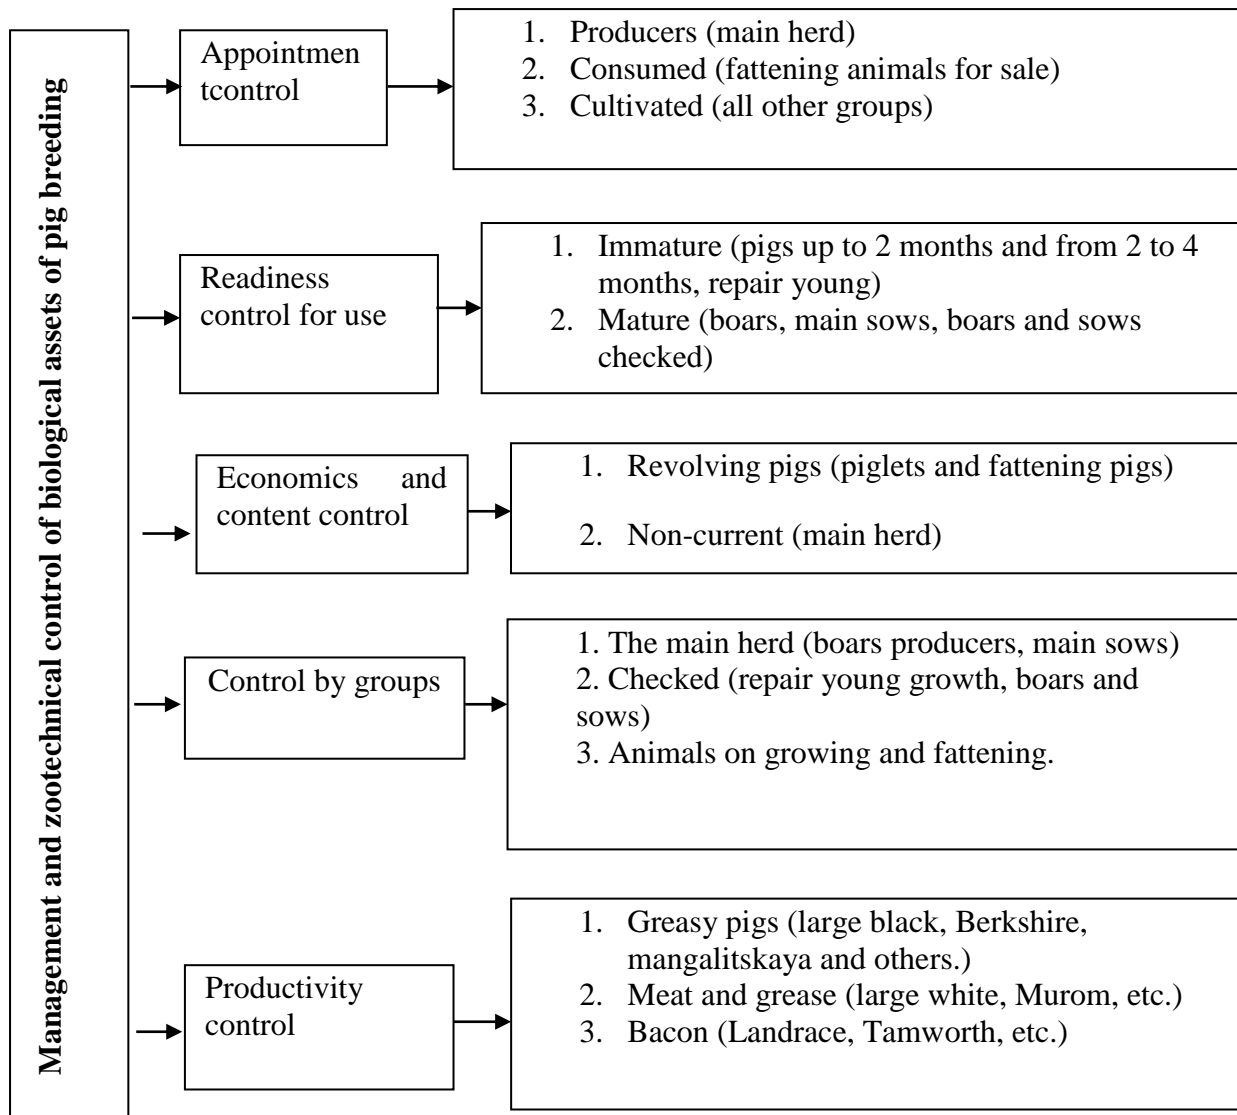 Management and zootechnical control of biological assets of pig breeding
Appointmen
tcontrol
1. Producers (main herd)
2. Consumed (fattening animals for sale)
3. Cultivated (all other groups)
Readiness
control for use
1. Immature (pigs up to 2 months and from 2 to 4
months, repair young)
2. Mature (boars, main sows, boars and sows
checked)
Economics and
content control
1. Revolving pigs (piglets and fattening pigs)
2. Non-current (main herd)
Control by groups
1. The main herd (boars producers, main sows)
2. Checked (repair young growth, boars and
sows)
3. Animals on growing and fattening.
Productivity
control
1. Greasy pigs (large black, Berkshire,
mangalitskaya and others.)
2. Meat and grease (large white, Murom, etc.)
3. Bacon (Landrace, Tamworth, etc.)